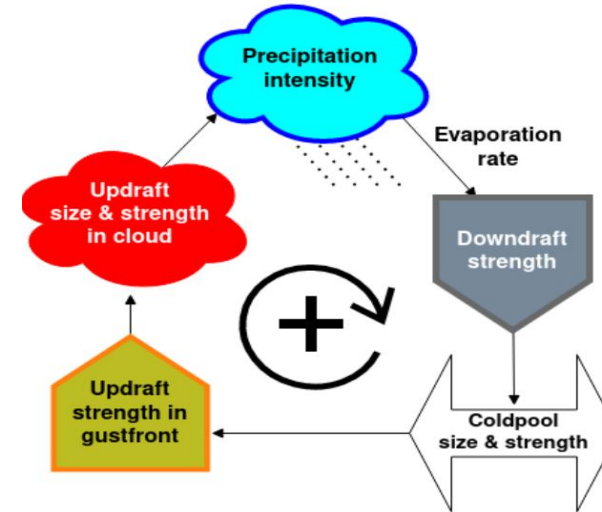 Precipitation
intensity
Evaporation
rate
Updraft
size & strength
in cloud
Downdraft
strength
+
Updraft
strength in
gustfront
Coldpool
size & strength